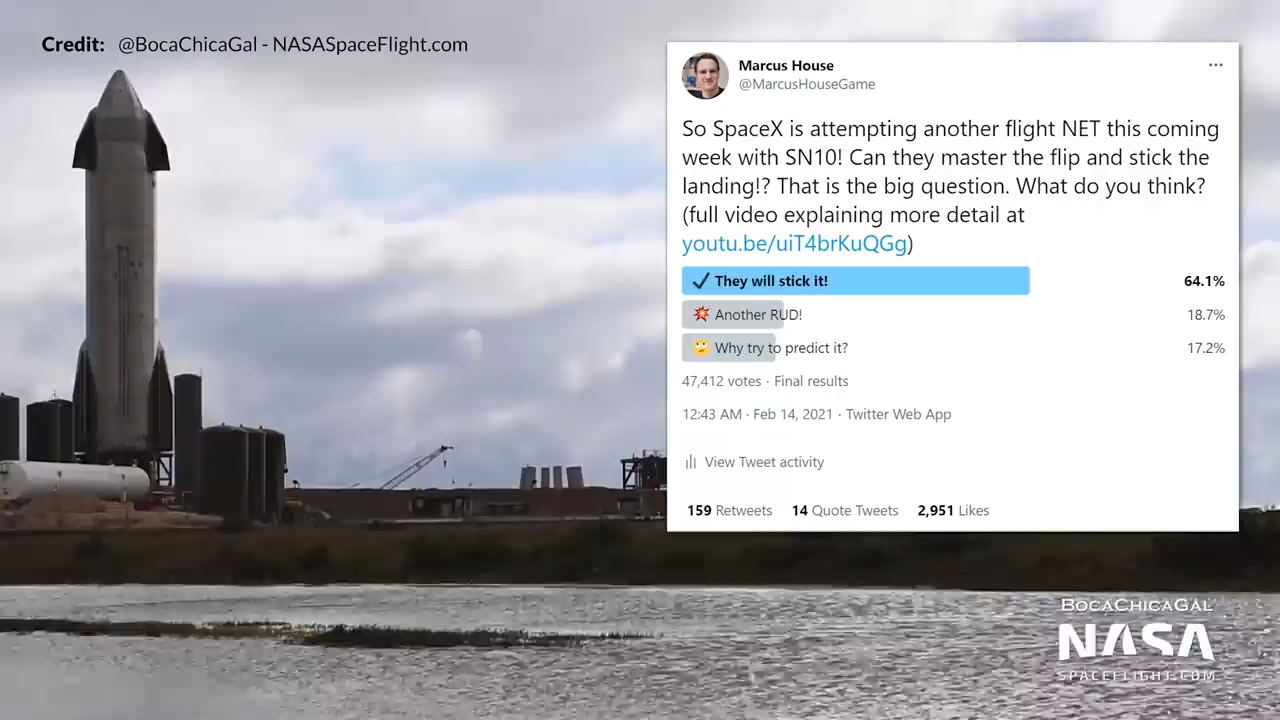 Credit: @BocaChicaGal - NASASpaceFlight.com
Marcus House
@MarcusHouseGame
So SpaceX is attempting another flight NET this coming
week with SN10! Can they master the flip and stick the
landing!? That is the big question. What do you think?
(full video explaining more detail at
youtu.be/uiT4brKuQGg)
✔ They will stick it! 64.1%
💥 Another RUD! 18.7%
🙄 Why try to predict it? 17.2%
47,412 votes · Final results
12:43 AM · Feb 14, 2021 · Twitter Web App
View Tweet activity
159 Retweets 14 Quote Tweets 2,951 Likes
BOCACHICAGAL
NASA
SPACEFLIGHT.COM